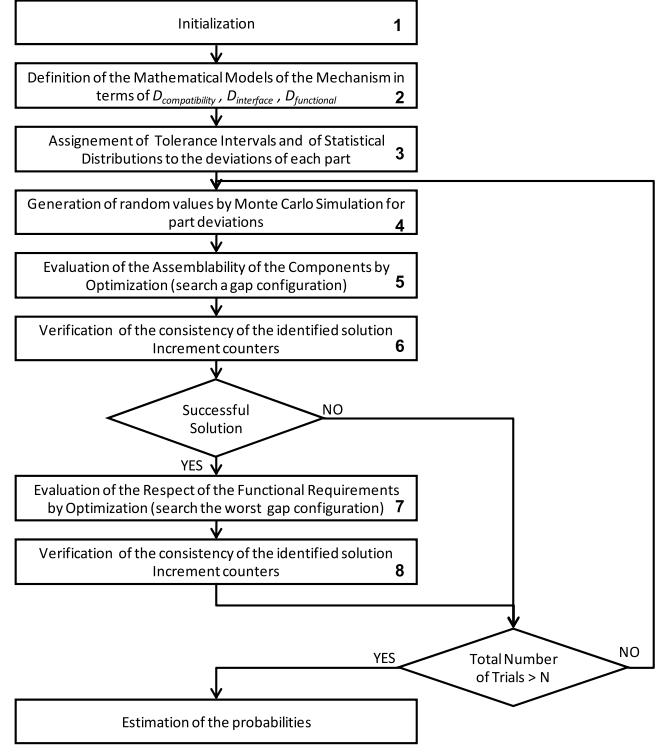 Initialization 1
Definition of the Mathematical Models of the Mechanism in
terms of Dcompatibility , Dinterface , Dfunctional 2
Assignement of Tolerance Intervals and of Statistical
Distributions to the deviations of each part 3
Generation of random values by Monte Carlo Simulation for
part deviations 4
Evaluation of the Assemblability of the Components by
Optimization (search a gap configuration) 5
Verification of the consistency of the identified solution
Increment counters 6
Successful
Solution
NO
YES
Evaluation of the Respect of the Functional Requirements
by Optimization (search the worst gap configuration) 7
Verification of the consistency of the identified solution
Increment counters 8
Total Number
of Trials > N
NO
YES
Estimation of the probabilities